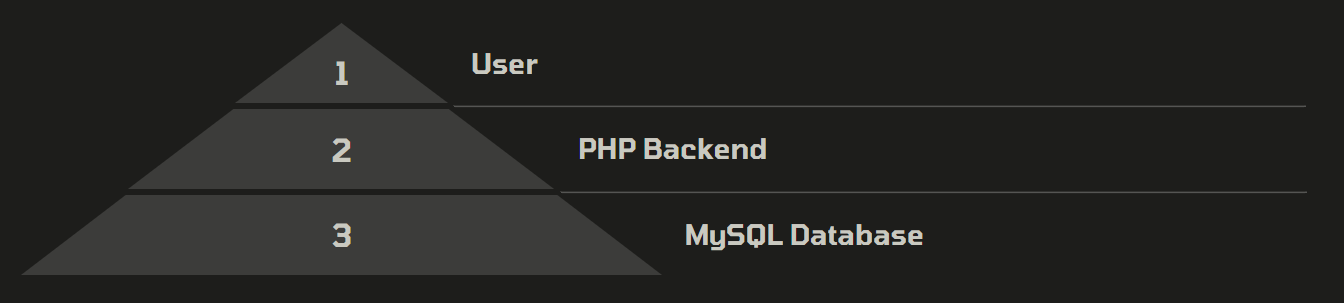 1
User
2
PHP Backend
3
MySQL Database